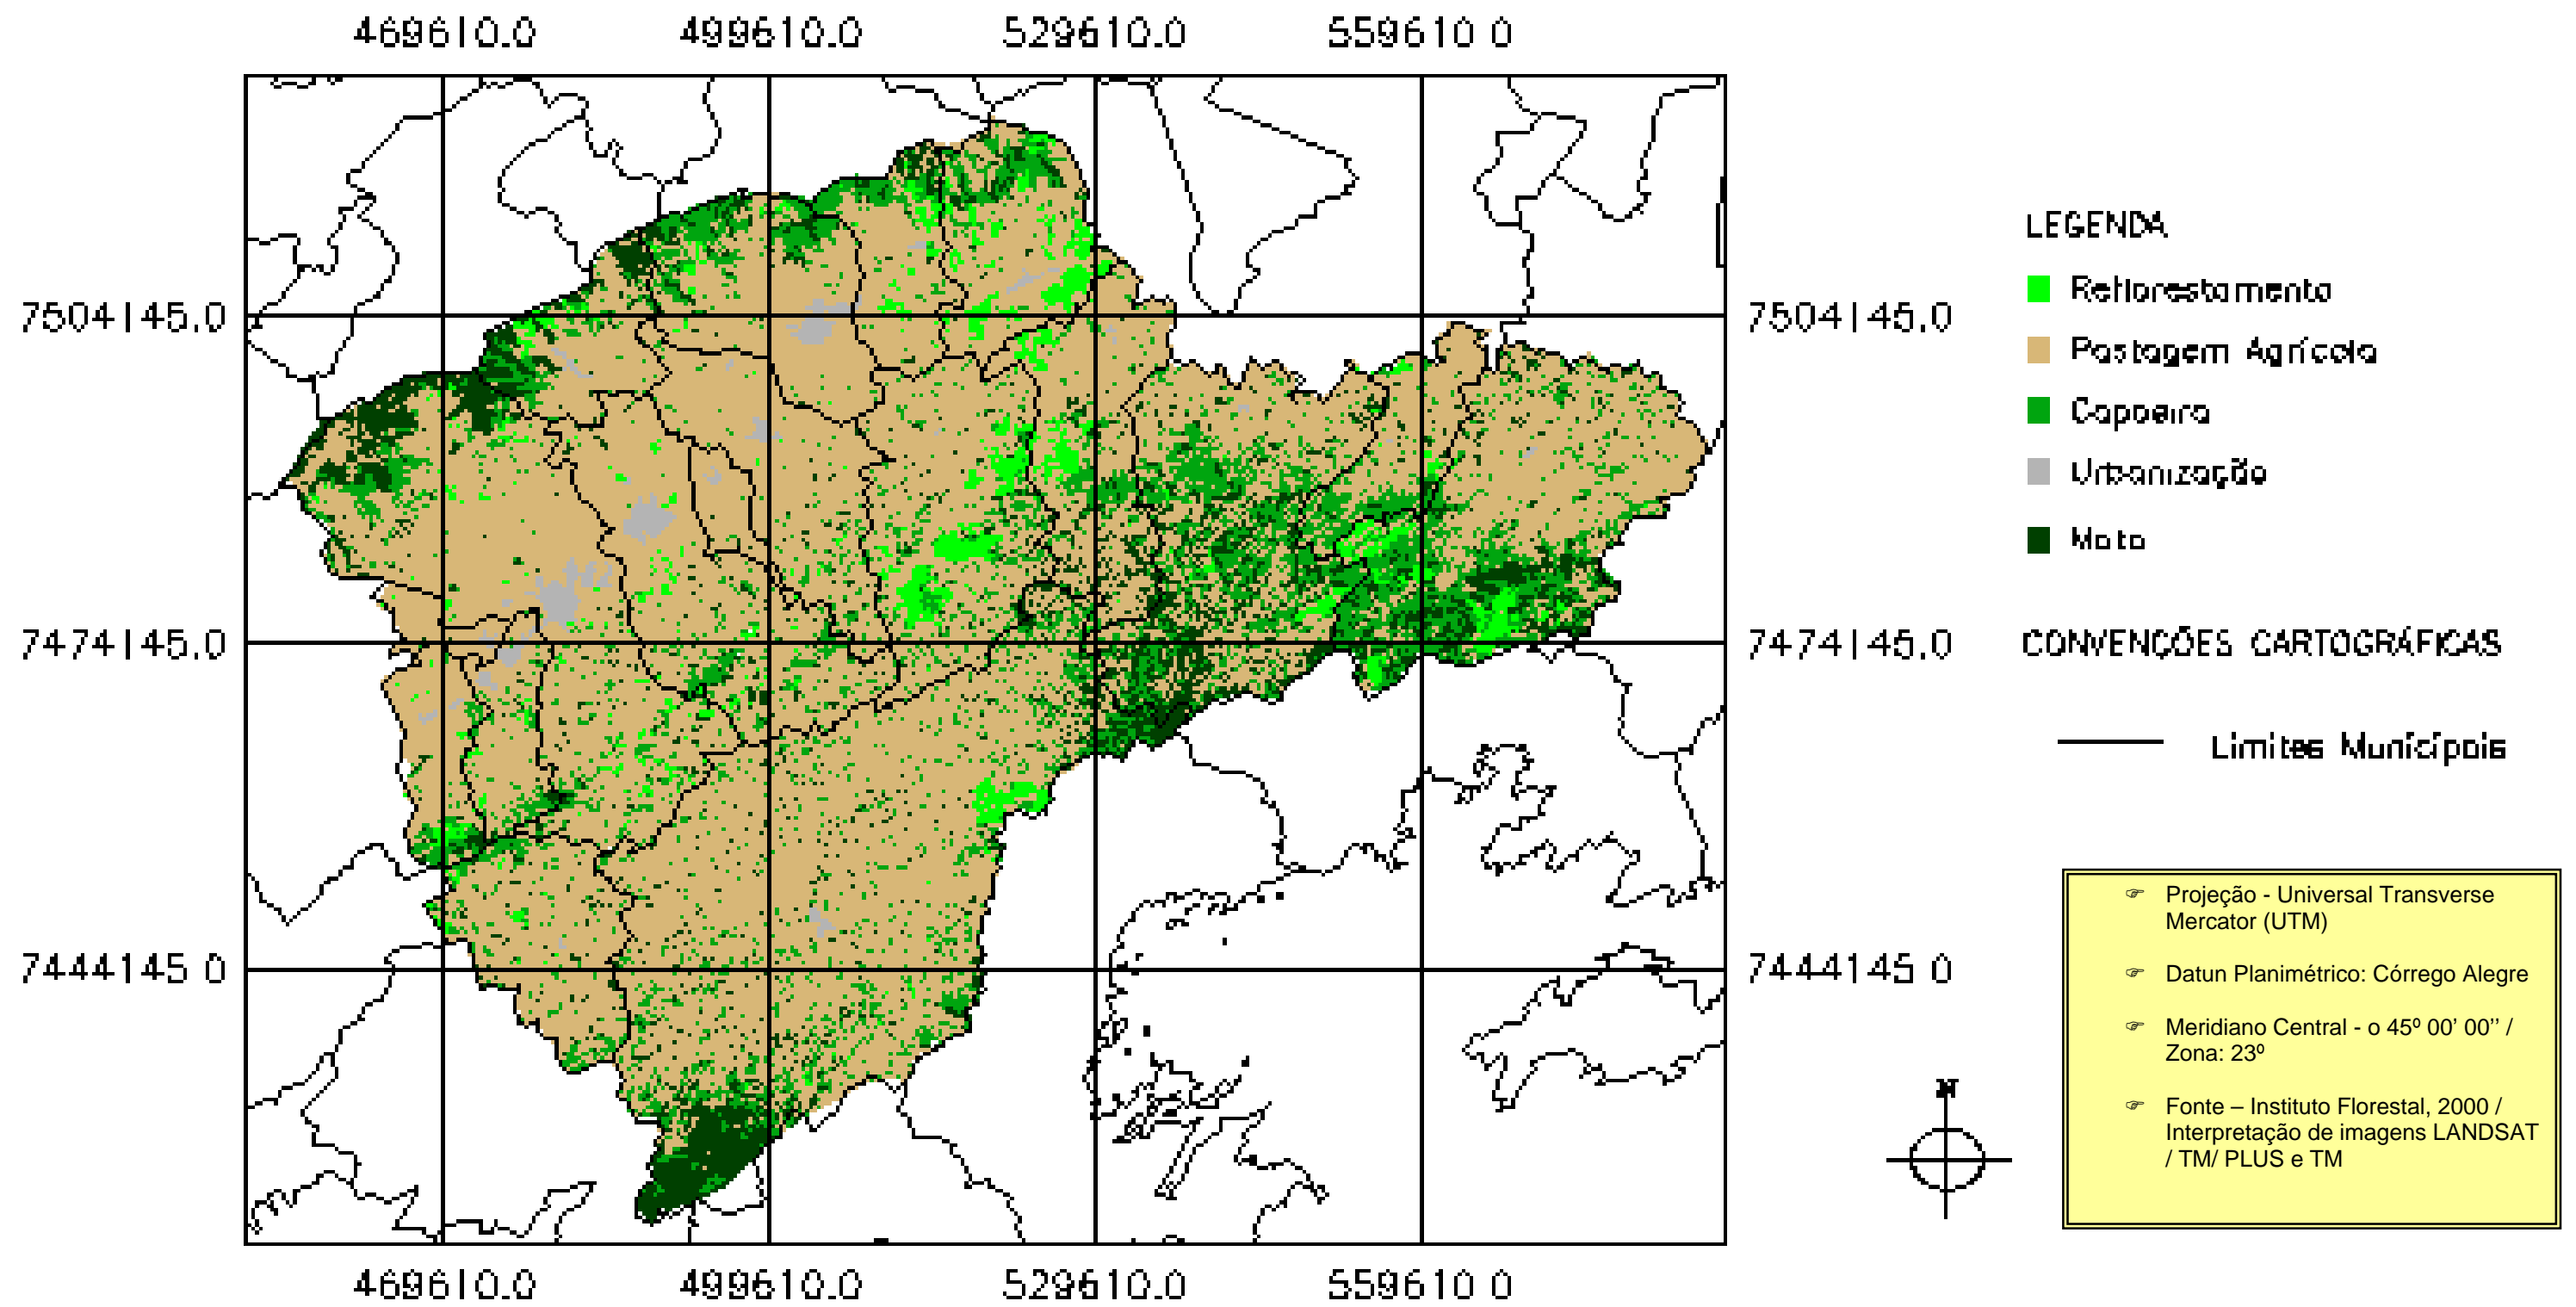 469610.0 499610.0 529610.0 559610 0
LEGENDA
Reflorestamento
7504145.0 7504145.0
Pastagem Agrícola
Capoeira
Urbanização
Mata
7474145.0 7474145.0
CONVENÇÕES CARTOGRÁFICAS
Limites Municipais
☞ Projeção - Universal Transverse
Mercator (UTM)
7444145 0 7444145 0
☞ Datun Planimétrico: Córrego Alegre
☞ Meridiano Central - o 45º 00’ 00’’ /
Zona: 23º
N
☞ Fonte – Instituto Florestal, 2000 /
Interpretação de imagens LANDSAT
/ TM/ PLUS e TM
469610.0 499610.0 529610.0 559610 0